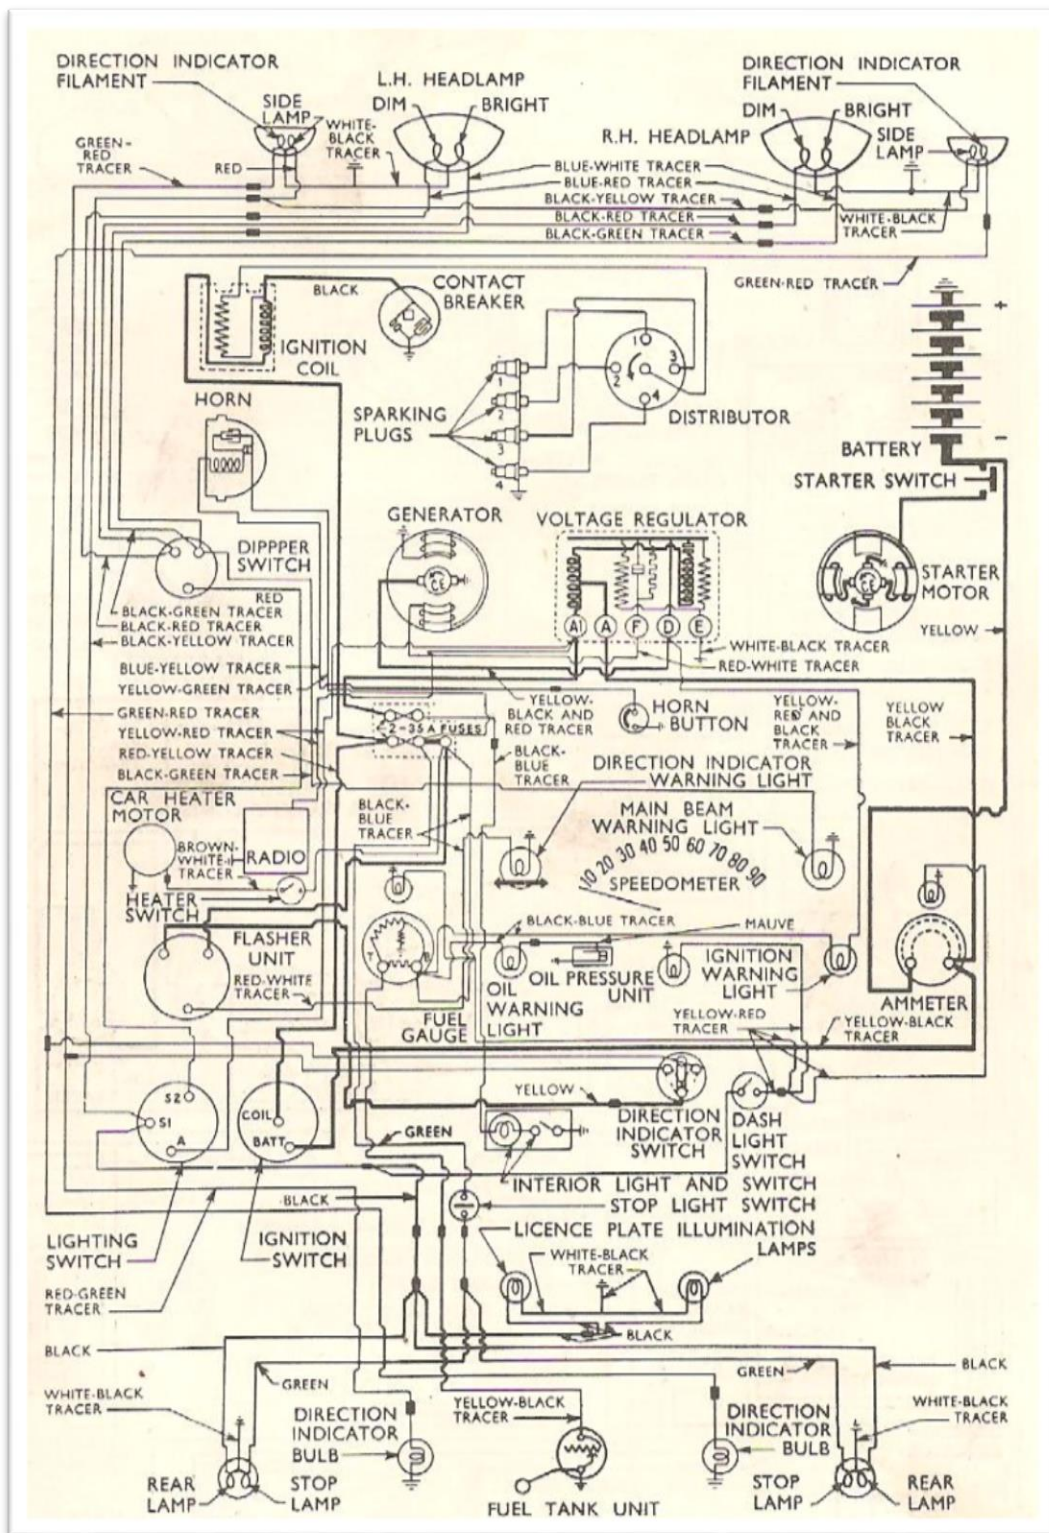 DIRECTION INDICATOR
FILAMENT
L.H. HEADLAMP
DIM
BRIGHT
SIDE
LAMP
WHITE-
BLACK
TRACER
GREEN-
RED
TRACER
RED
DIRECTION INDICATOR
FILAMENT
R.H. HEADLAMP
DIM
BRIGHT
SIDE
LAMP
BLUE-WHITE TRACER
BLUE-RED TRACER
BLACK-YELLOW TRACER
BLACK-RED TRACER
BLACK-GREEN TRACER
WHITE-BLACK
TRACER
GREEN-RED TRACER
BLACK
CONTACT
BREAKER
IGNITION
COIL
HORN
SPARKING
PLUGS
1
2
3
4
1
2
3
4
DISTRIBUTOR
+
−
BATTERY
STARTER SWITCH
GENERATOR
VOLTAGE REGULATOR
A1 A F D E
STARTER
MOTOR
YELLOW
DIPPPER
SWITCH
RED
BLACK-GREEN TRACER
BLACK-RED TRACER
BLACK-YELLOW TRACER
BLUE-YELLOW TRACER
YELLOW-GREEN TRACER
GREEN-RED TRACER
YELLOW-RED TRACER
RED-YELLOW TRACER
BLACK-GREEN TRACER
WHITE-BLACK TRACER
RED-WHITE TRACER
YELLOW-
BLACK AND
RED TRACER
HORN
BUTTON
YELLOW-
RED AND
BLACK
TRACER
YELLOW
BLACK
TRACER
2-35 A FUSES
BLACK-
BLUE
TRACER
DIRECTION INDICATOR
WARNING LIGHT
CAR HEATER
MOTOR
BLACK-
BLUE
TRACER
MAIN BEAM
WARNING LIGHT
10 20 30 40 50 60 70 80 90
SPEEDOMETER
BROWN-
WHITE
TRACER
RADIO
HEATER
SWITCH
FLASHER
UNIT
RED-WHITE
TRACER
BLACK-BLUE TRACER
MAUVE
T
OIL PRESSURE
UNIT
OIL
WARNING
LIGHT
FUEL
GAUGE
IGNITION
WARNING
LIGHT
AMMETER
YELLOW-RED
TRACER
YELLOW-BLACK
TRACER
YELLOW
S2
S1
A
COIL
BATT
DIRECTION
INDICATOR
SWITCH
DASH
LIGHT
SWITCH
GREEN
INTERIOR LIGHT AND SWITCH
STOP LIGHT SWITCH
BLACK
LIGHTING
SWITCH
IGNITION
SWITCH
LICENCE PLATE ILLUMINATION
LAMPS
WHITE-BLACK
TRACER
RED-GREEN
TRACER
BLACK
BLACK
GREEN
GREEN
BLACK
WHITE-BLACK
TRACER
DIRECTION
INDICATOR
BULB
YELLOW-BLACK
TRACER
DIRECTION
INDICATOR
BULB
WHITE-BLACK
TRACER
REAR
LAMP
STOP
LAMP
FUEL TANK UNIT
STOP
LAMP
REAR
LAMP